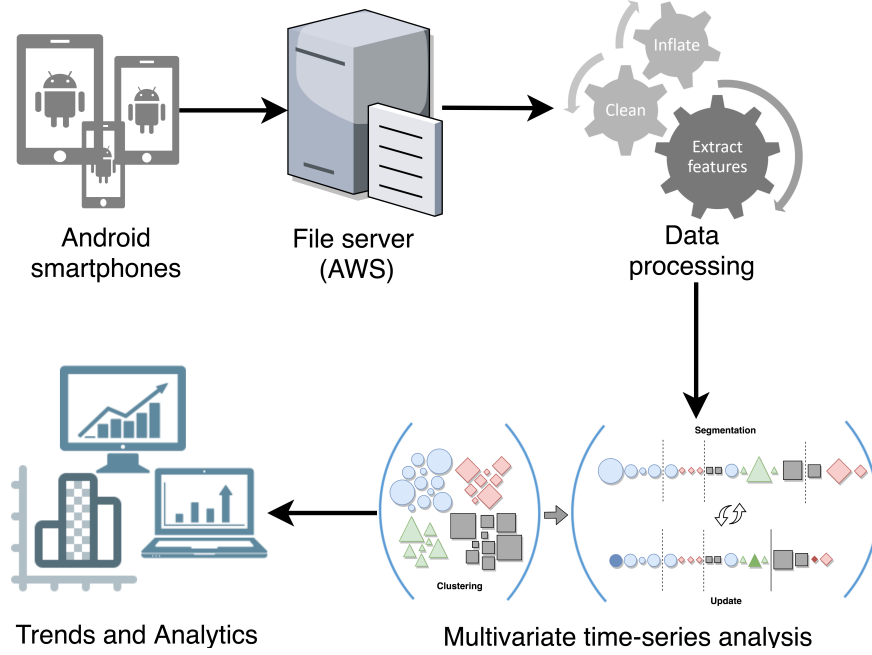 Inflate
Clean
Extract
features
Android
smartphones
File server
(AWS)
Data
processing
Segmentation
Clustering
Update
Trends and Analytics
Multivariate time-series analysis